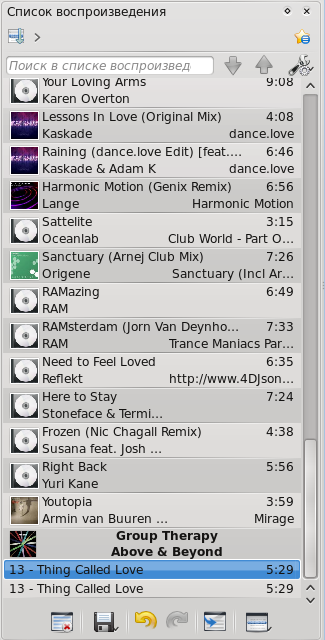 Список воспроизведения
Поиск в списке воспроизвед
Your Loving Arms 9:08
Karen Overton
Lessons In Love (Original Mix) 4:08
Kaskade dance.love
Raining (dance.love Edit) [feat.... 6:46
Kaskade & Adam K dance.love
Harmonic Motion (Genix Remix) 6:56
Lange Harmonic Motion
Sattelite 3:15
Oceanlab Club World - Part O...
Sanctuary (Arnej Club Mix) 7:26
Origene Sanctuary (Incl Ar...
RAMazing 6:49
RAM
RAMsterdam (Jorn Van Deynho... 7:33
RAM Trance Maniacs Par...
Need to Feel Loved 6:35
Reflekt http://www.4DJson...
Here to Stay 7:24
Stoneface & Termi...
Frozen (Nic Chagall Remix) 4:38
Susana feat. Josh ...
Right Back 5:56
Yuri Kane
Youtopia 3:59
Armin van Buuren ... Mirage
Group Therapy
Above & Beyond
13 - Thing Called Love 5:29
13 - Thing Called Love 5:29